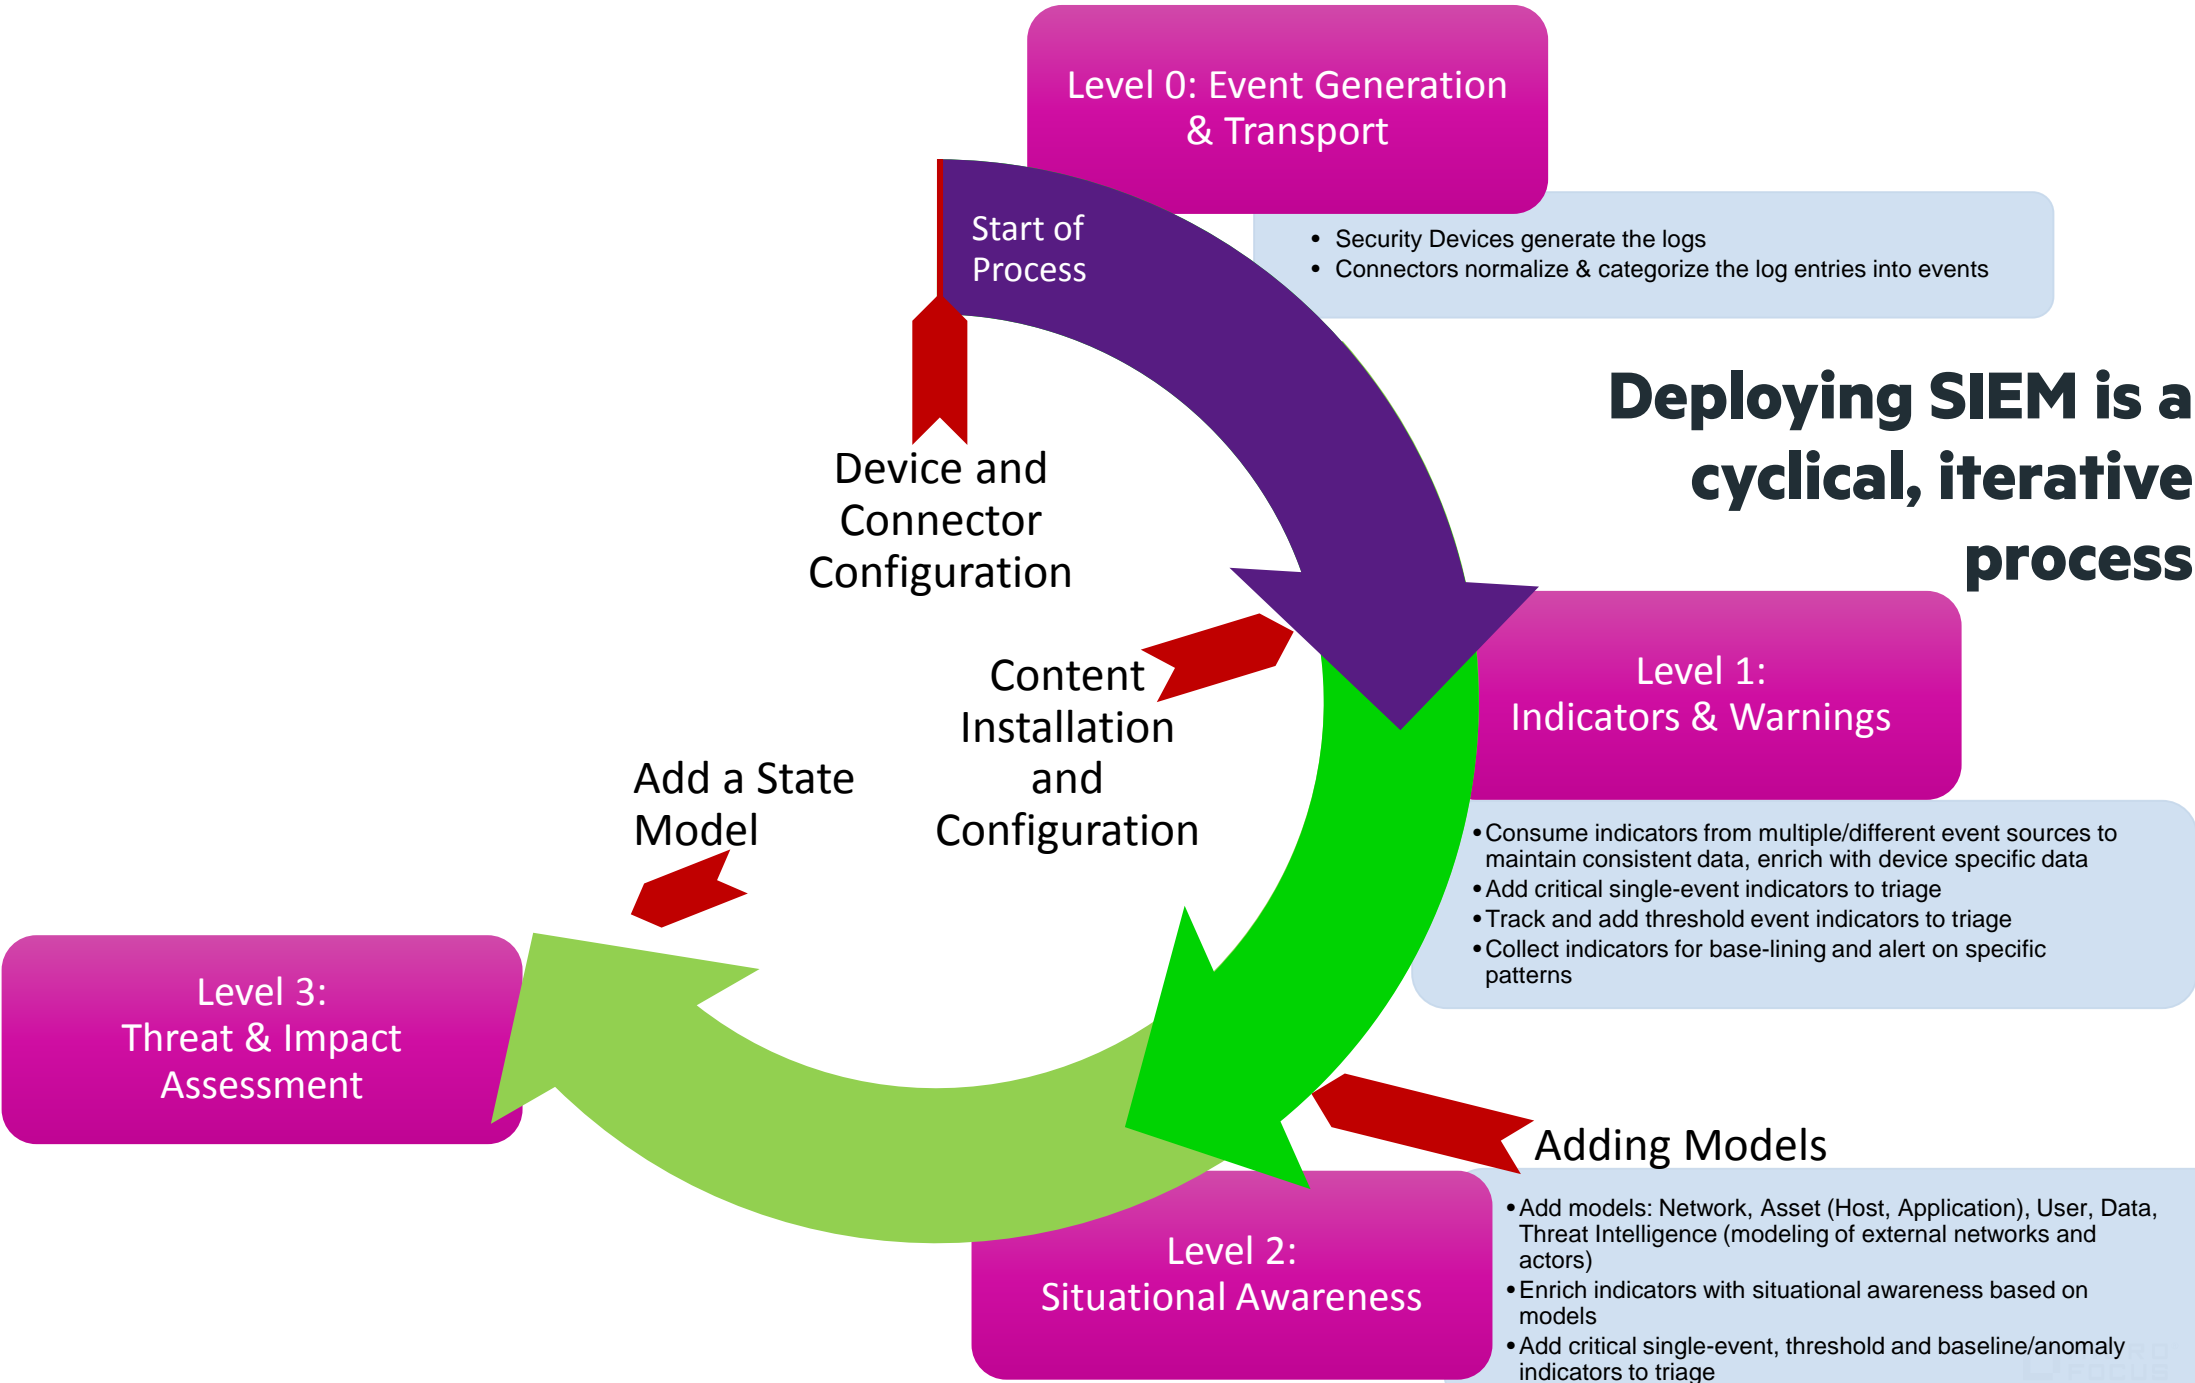 Level 0: Event Generation
& Transport
Start of
Process
• Security Devices generate the logs
• Connectors normalize & categorize the log entries into events
Deploying SIEM is a
cyclical, iterative
process
Device and
Connector
Configuration
Level 1:
Indicators & Warnings
Content
Installation
and
Configuration
Add a State
Model
• Consume indicators from multiple/different event sources to
maintain consistent data, enrich with device specific data
• Add critical single-event indicators to triage
• Track and add threshold event indicators to triage
• Collect indicators for base-lining and alert on specific
patterns
Level 3:
Threat & Impact
Assessment
Adding Models
Level 2:
Situational Awareness
• Add models: Network, Asset (Host, Application), User, Data,
Threat Intelligence (modeling of external networks and
actors)
• Enrich indicators with situational awareness based on
models
• Add critical single-event, threshold and baseline/anomaly
indicators to triage
FOCUS